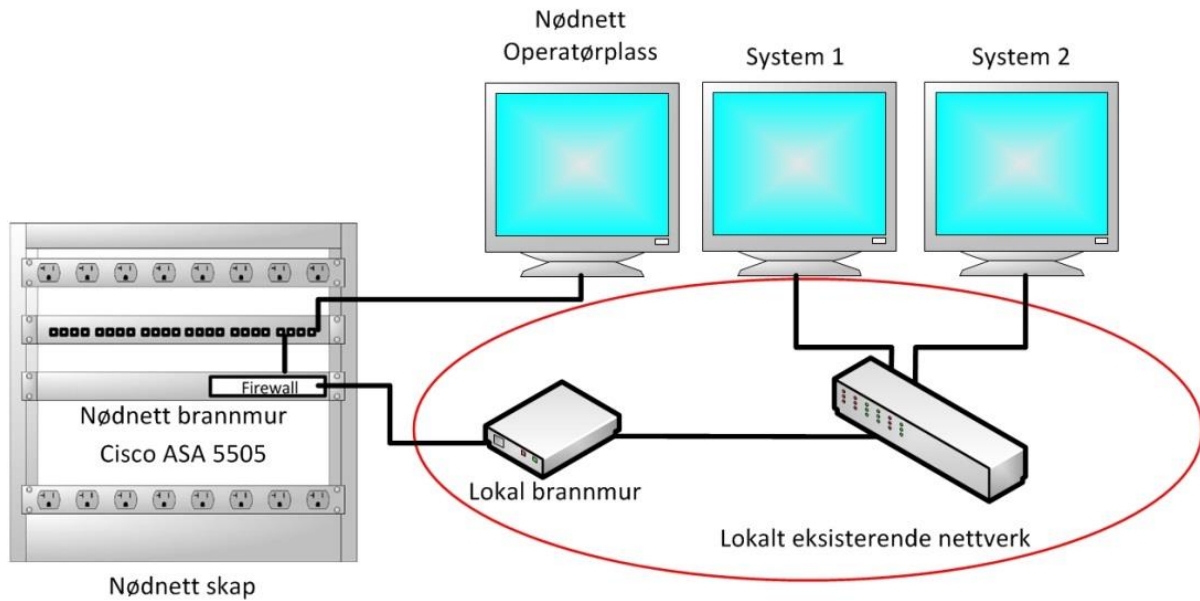 Nødnett
Operatørplass
System 1
System 2
Firewall
Nødnett brannmur
Cisco ASA 5505
Lokal brannmur
Lokalt eksisterende nettverk
Nødnett skap